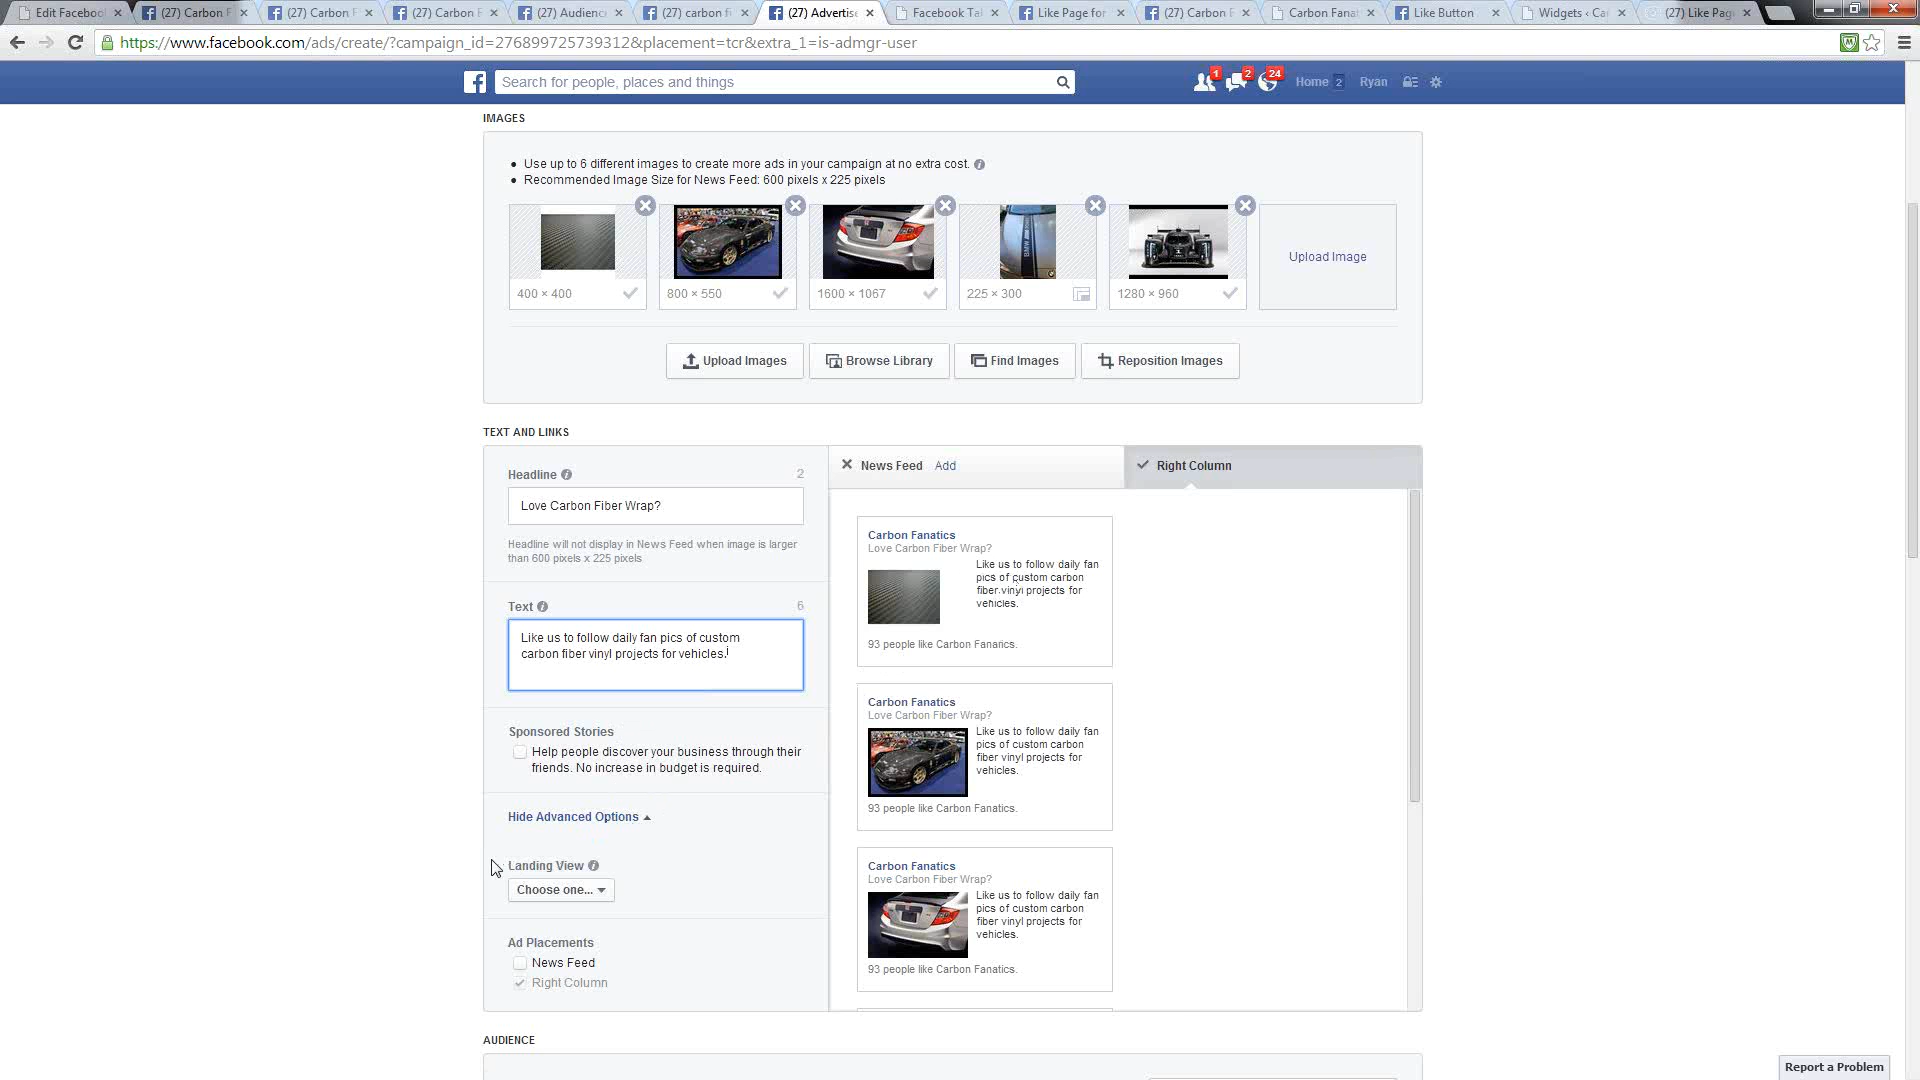 Edit Facebool
(27) Carbon F
(27) Carbon F
(27) Carbon F
(27) Audienc
(27) carbon fi
(27) Advertise
Facebook Tal
Like Page for
(27) Carbon F
Carbon Fanat
Like Button
Widgets ‹ Ca
(27) Like Page
https://www.facebook.com/ads/create/?campaign_id=276899725739312&placement=tcr&extra_1=is-admgr-user
Search for people, places and things
1
2
24
Home 2
Ryan
IMAGES
Use up to 6 different images to create more ads in your campaign at no extra cost.
Recommended Image Size for News Feed: 600 pixels x 225 pixels
400 × 400
800 × 550
1600 × 1067
225 × 300
1280 × 960
Upload Image
Upload Images
Browse Library
Find Images
Reposition Images
TEXT AND LINKS
Headline
2
Love Carbon Fiber Wrap?
Headline will not display in News Feed when image is larger
than 600 pixels x 225 pixels
Text
6
Like us to follow daily fan pics of custom
carbon fiber vinyl projects for vehicles.
Sponsored Stories
Help people discover your business through their
friends. No increase in budget is required.
Hide Advanced Options
Landing View
Choose one...
Ad Placements
News Feed
Right Column
News Feed Add
Right Column
Carbon Fanatics
Love Carbon Fiber Wrap?
Like us to follow daily fan
pics of custom carbon
fiber vinyl projects for
vehicles.
93 people like Carbon Fanatics.
Carbon Fanatics
Love Carbon Fiber Wrap?
Like us to follow daily fan
pics of custom carbon
fiber vinyl projects for
vehicles.
93 people like Carbon Fanatics.
Carbon Fanatics
Love Carbon Fiber Wrap?
Like us to follow daily fan
pics of custom carbon
fiber vinyl projects for
vehicles.
93 people like Carbon Fanatics.
AUDIENCE
Report a Problem